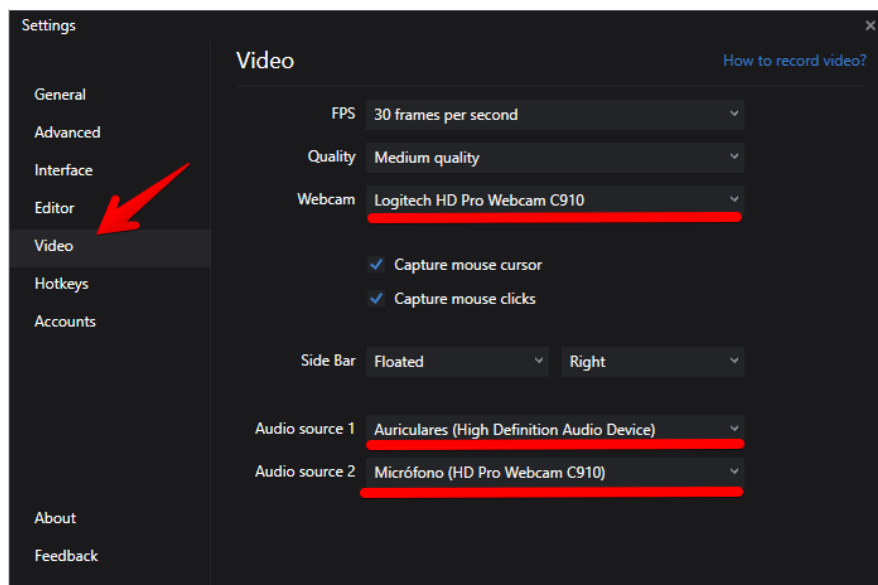 Settings
Video
How to record video?
General
Advanced
Interface
Editor
Video
Hotkeys
Accounts
About
Feedback
FPS 30 frames per second
Quality Medium quality
Webcam Logitech HD Pro Webcam C910
Capture mouse cursor
Capture mouse clicks
Side Bar Floated Right
Audio source 1 Auriculares (High Definition Audio Device)
Audio source 2 Micrófono (HD Pro Webcam C910)